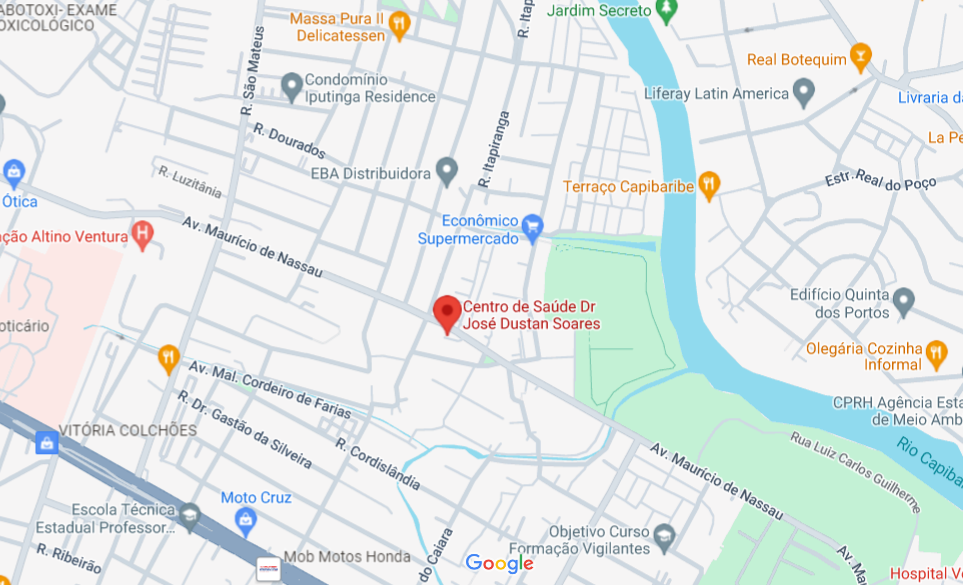 ABOTOXI- EXAME
OXICOLÓGICO
Massa Pura II
Delicatessen
R. Itapi
Jardim Secreto
Real Botequim
R. São Mateus
Condomínio
Iputinga Residence
Liferay Latin America
Livraria da
La Pe
R. Dourados
R. Itapiranga
EBA Distribuidora
R. Luzitânia
Terraço Capibaribe
Estr. Real do Poço
Ótica
Econômico
Supermercado
ação Altino Ventura
H
Av. Maurício de Nassau
Centro de Saúde Dr
José Dustan Soares
Edifício Quinta
dos Portos
oticário
Olegária Cozinha
Informal
Av. Mal. Cordeiro de Farias
CPRH Agência Esta
de Meio Amb
R. Dr. Gastão da Silveira
VITÓRIA COLCHÕES
R. Cordislândia
Rua Luiz Carlos Guilherme
Rio Capiba
Av. Maurício de Nassau
Moto Cruz
Escola Técnica
Estadual Professor...
R. Ribeirão
Mob Motos Honda
do Caiara
Google
Objetivo Curso
Formação Vigilantes
Av. Ma
Hospital Ve